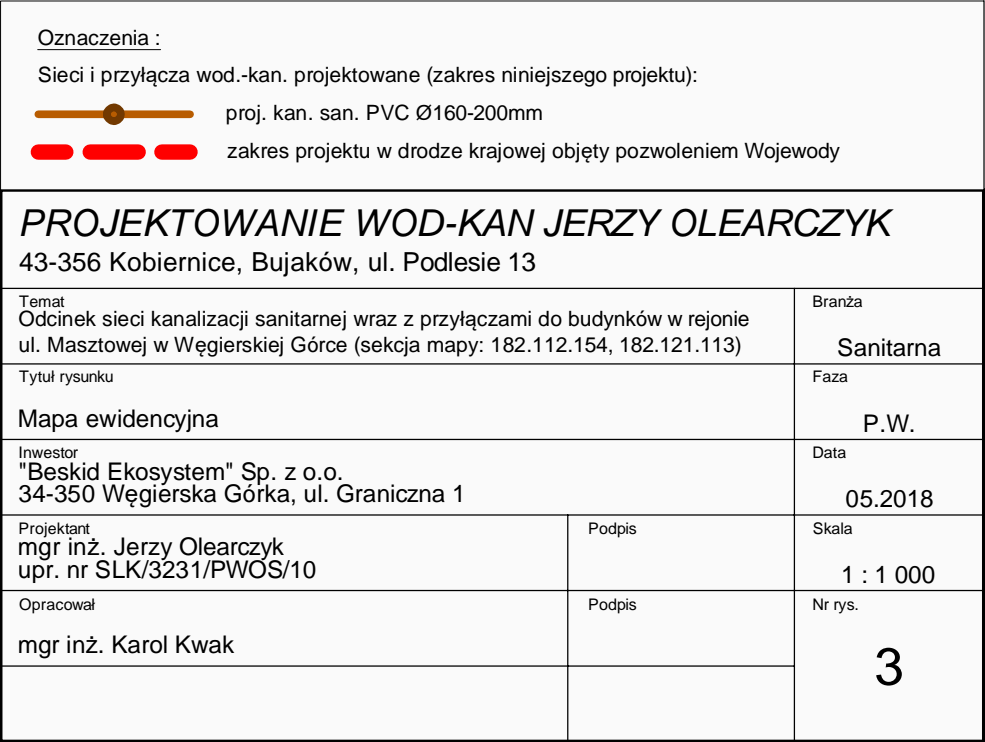 Oznaczenia :
Sieci i przyłącza wod.-kan. projektowane (zakres niniejszego projektu):
proj. kan. san. PVC Ø160-200mm
zakres projektu w drodze krajowej objęty pozwoleniem Wojewody
PROJEKTOWANIE WOD-KAN JERZY OLEARCZYK
43-356 Kobiernice, Bujaków, ul. Podlesie 13
Temat
Odcinek sieci kanalizacji sanitarnej wraz z przyłączami do budynków w rejonie
ul. Masztowej w Węgierskiej Górce (sekcja mapy: 182.112.154, 182.121.113)
Branża
Sanitarna
Tytuł rysunku
Mapa ewidencyjna
Faza
P.W.
Inwestor
"Beskid Ekosystem" Sp. z o.o.
34-350 Węgierska Górka, ul. Graniczna 1
Data
05.2018
Projektant
mgr inż. Jerzy Olearczyk
upr. nr SLK/3231/PWOS/10
Podpis
Skala
1 : 1 000
Opracował
mgr inż. Karol Kwak
Podpis
Nr rys.
3